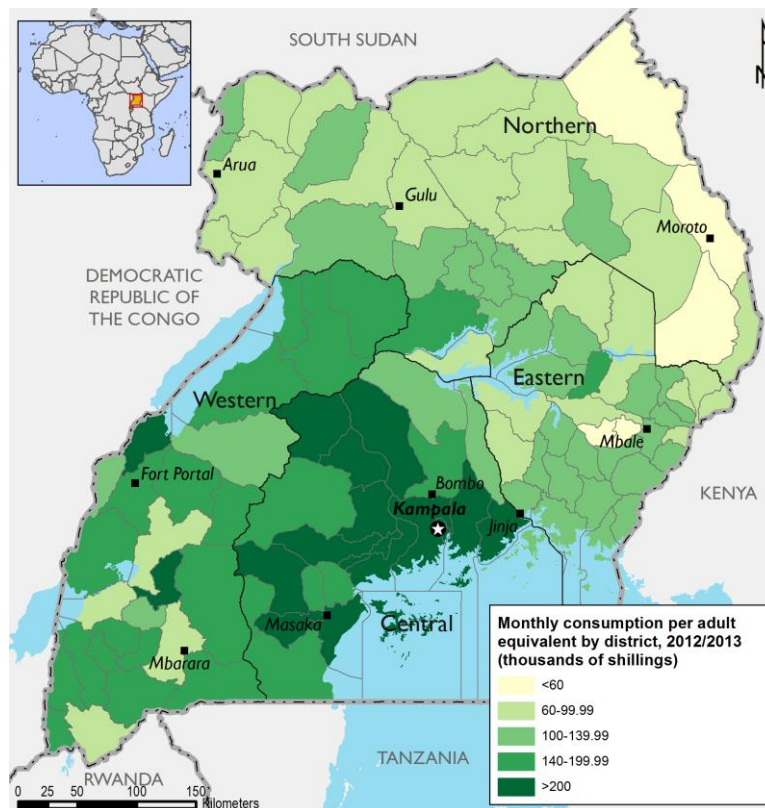 SOUTH SUDAN
Northern
Arua
Gulu
Moroto
DEMOCRATIC
REPUBLIC OF
THE CONGO
Western
Eastern
Mbale
Fort Portal
Bombo
Kampala
KENYA
Jinja
Masaka
Central
Mbarara
Monthly consumption per adult
equivalent by district, 2012/2013
(thousands of shillings)
<60
60-99.99
100-139.99
140-199.99
>200
TANZANIA
RWANDA
0 25 50 100 150
Kilometers